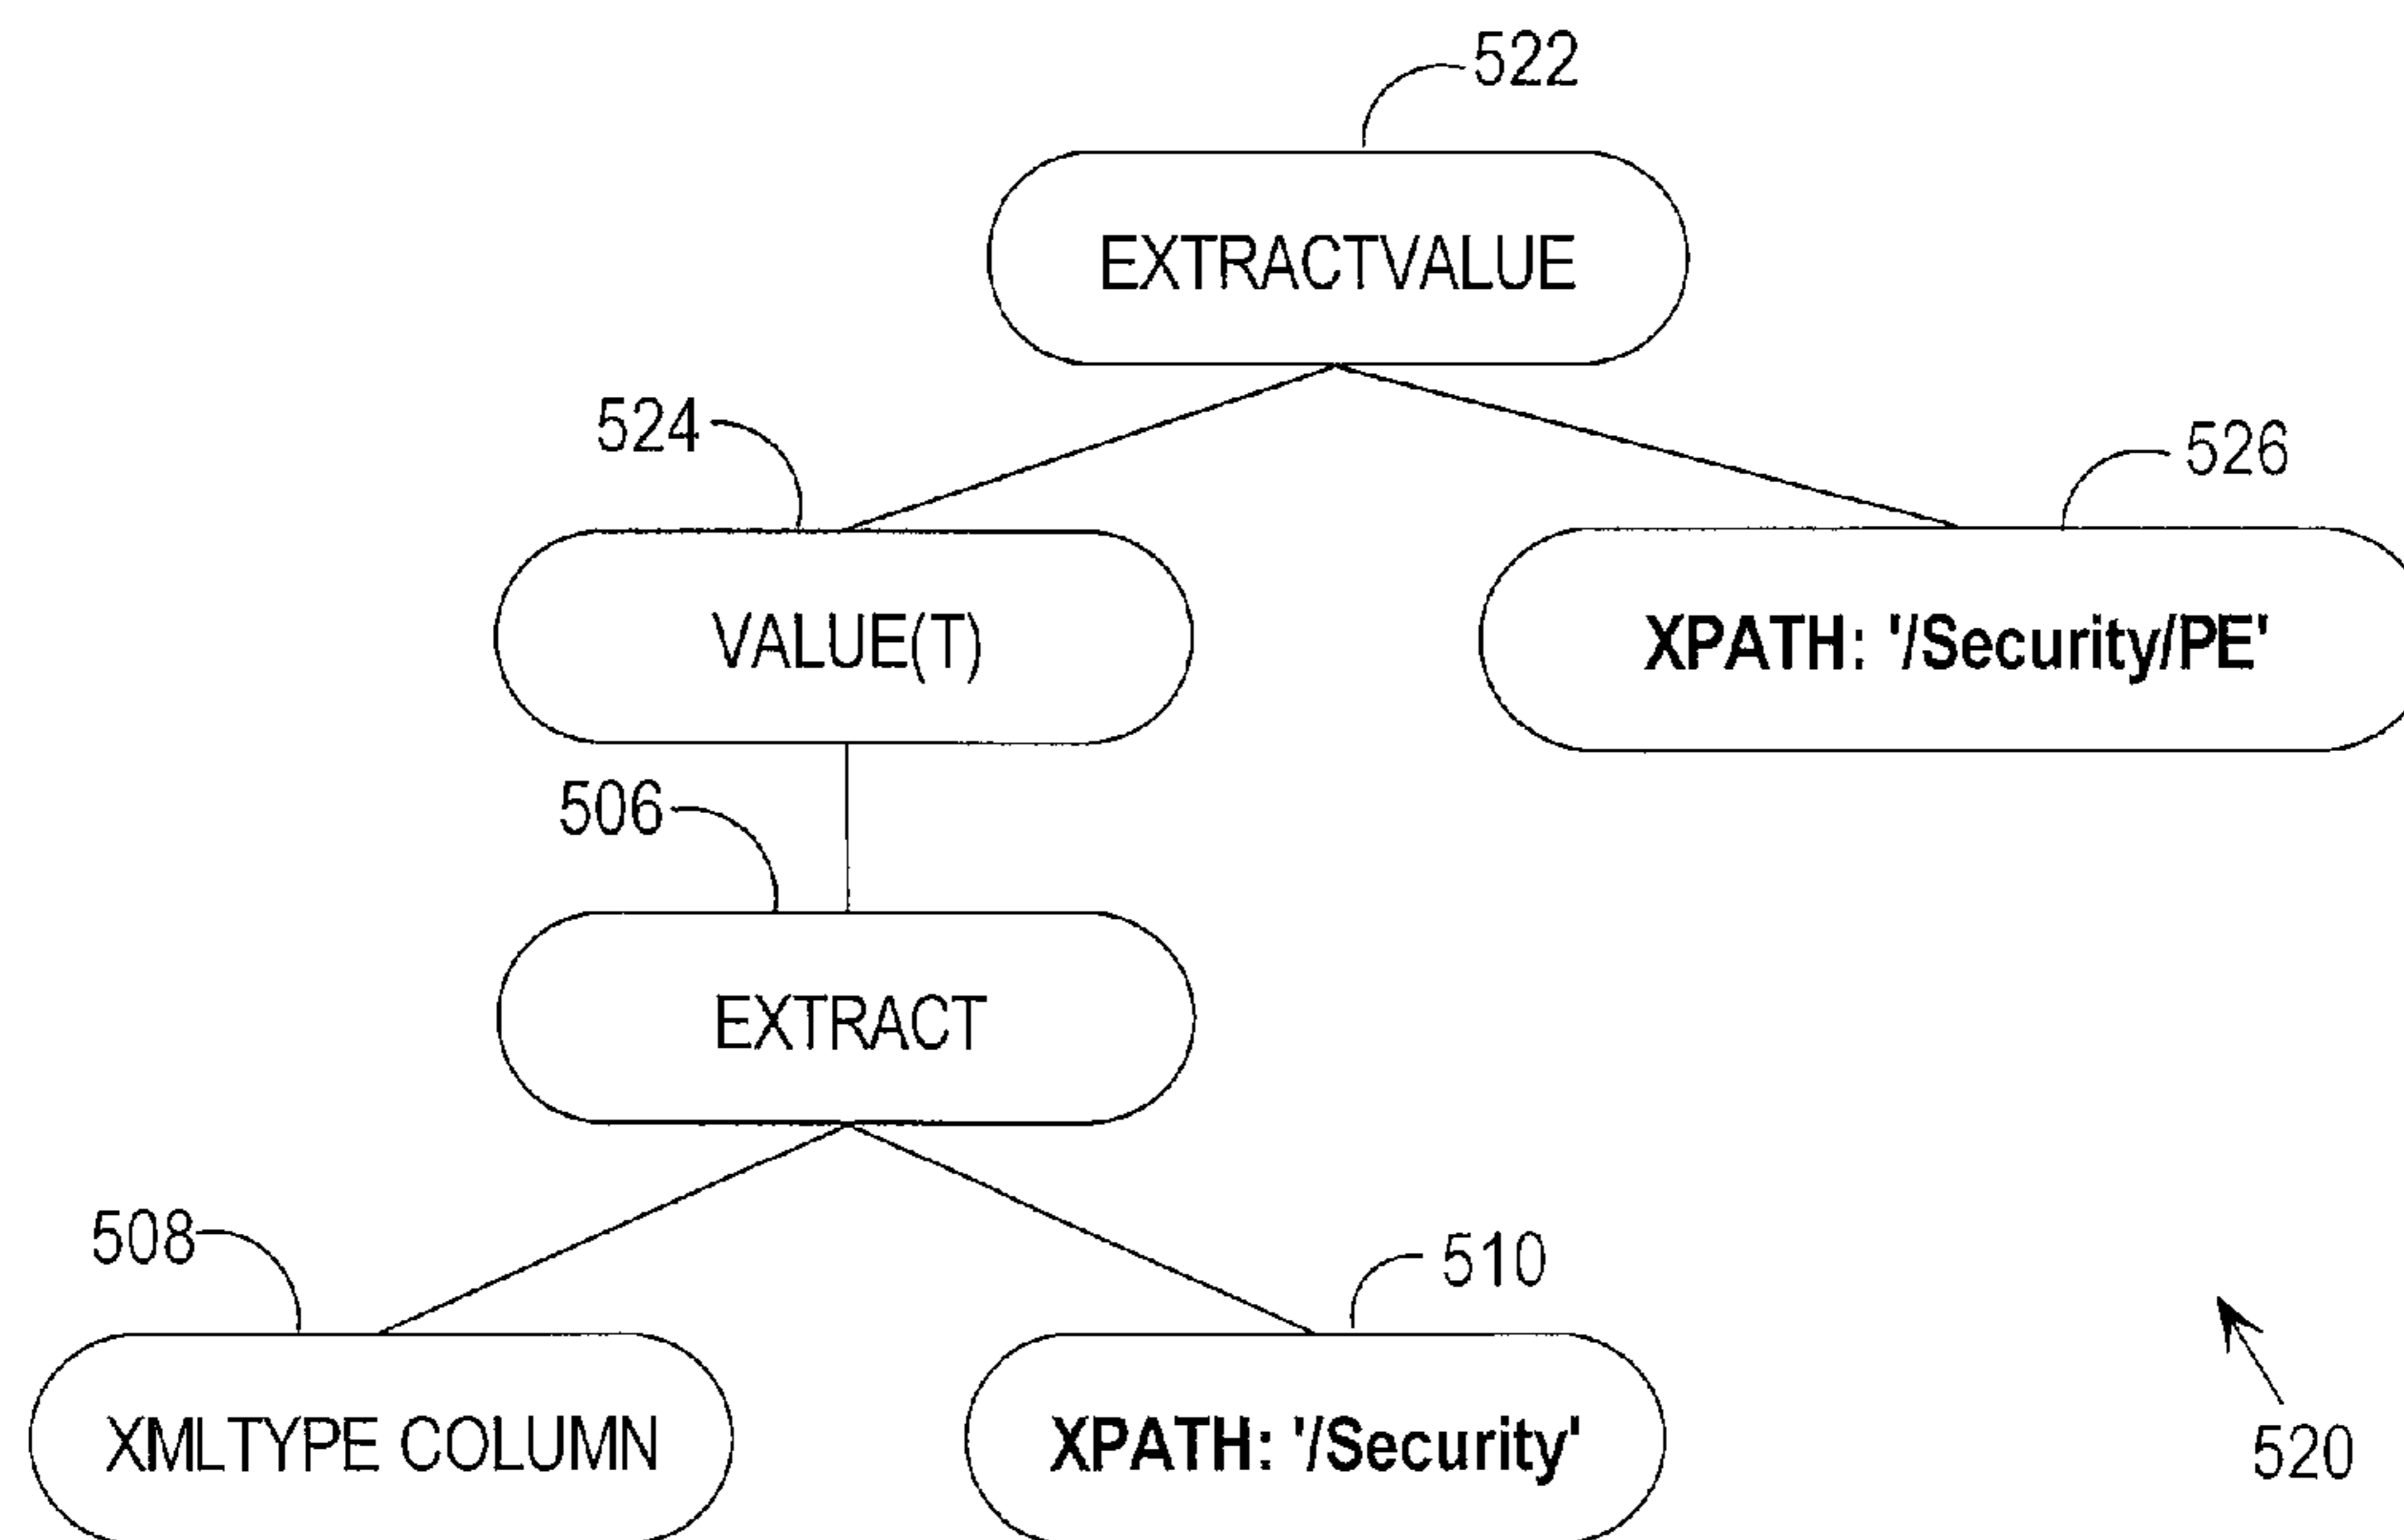 522
EXTRACTVALUE
524
526
VALUE(T)
XPATH: '/Security/PE'
506
EXTRACT
508
510
XMLTYPE COLUMN
XPATH: '/Security'
520